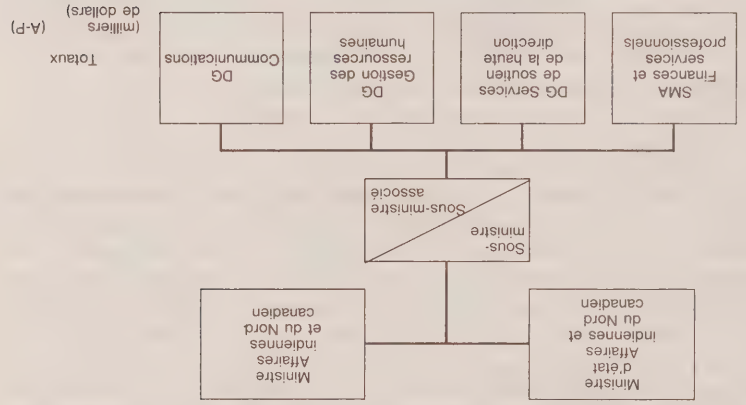 Ministre
d'état
Affaires
indiennes et
du Nord
canadien
Ministre
Affaires
indiennes
et du Nord
canadien
Sous-
ministre
Sous-ministre
associé
SMA
Finances et
services
professionnels
DG Services
de soutien
de la haute
direction
DG
Gestion des
ressources
humaines
DG
Communications
Totaux
(milliers
de dollars)
(A-P)